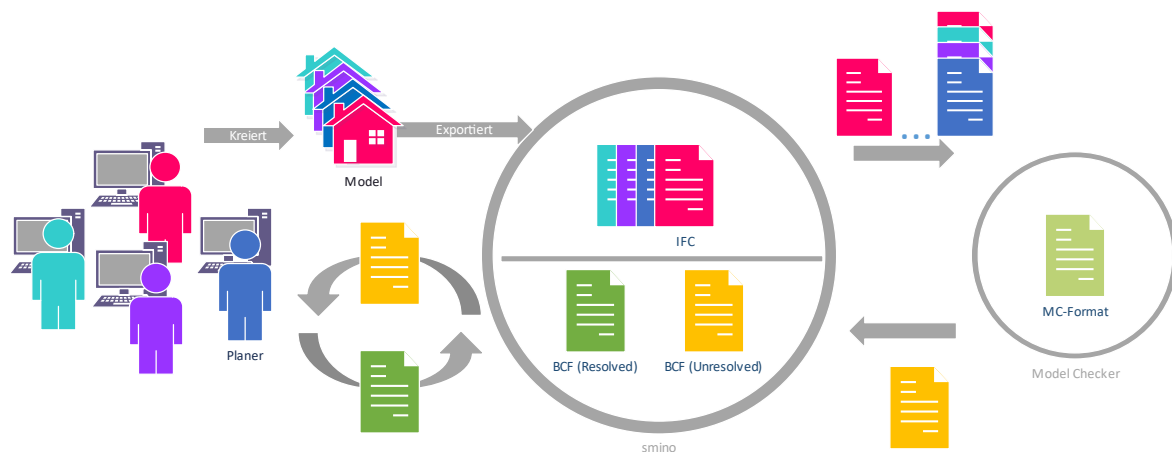 Kreiert
Exportiert
Model
IFC
MC-Format
Planer
BCF (Resolved)
BCF (Unresolved)
Model Checker
smino